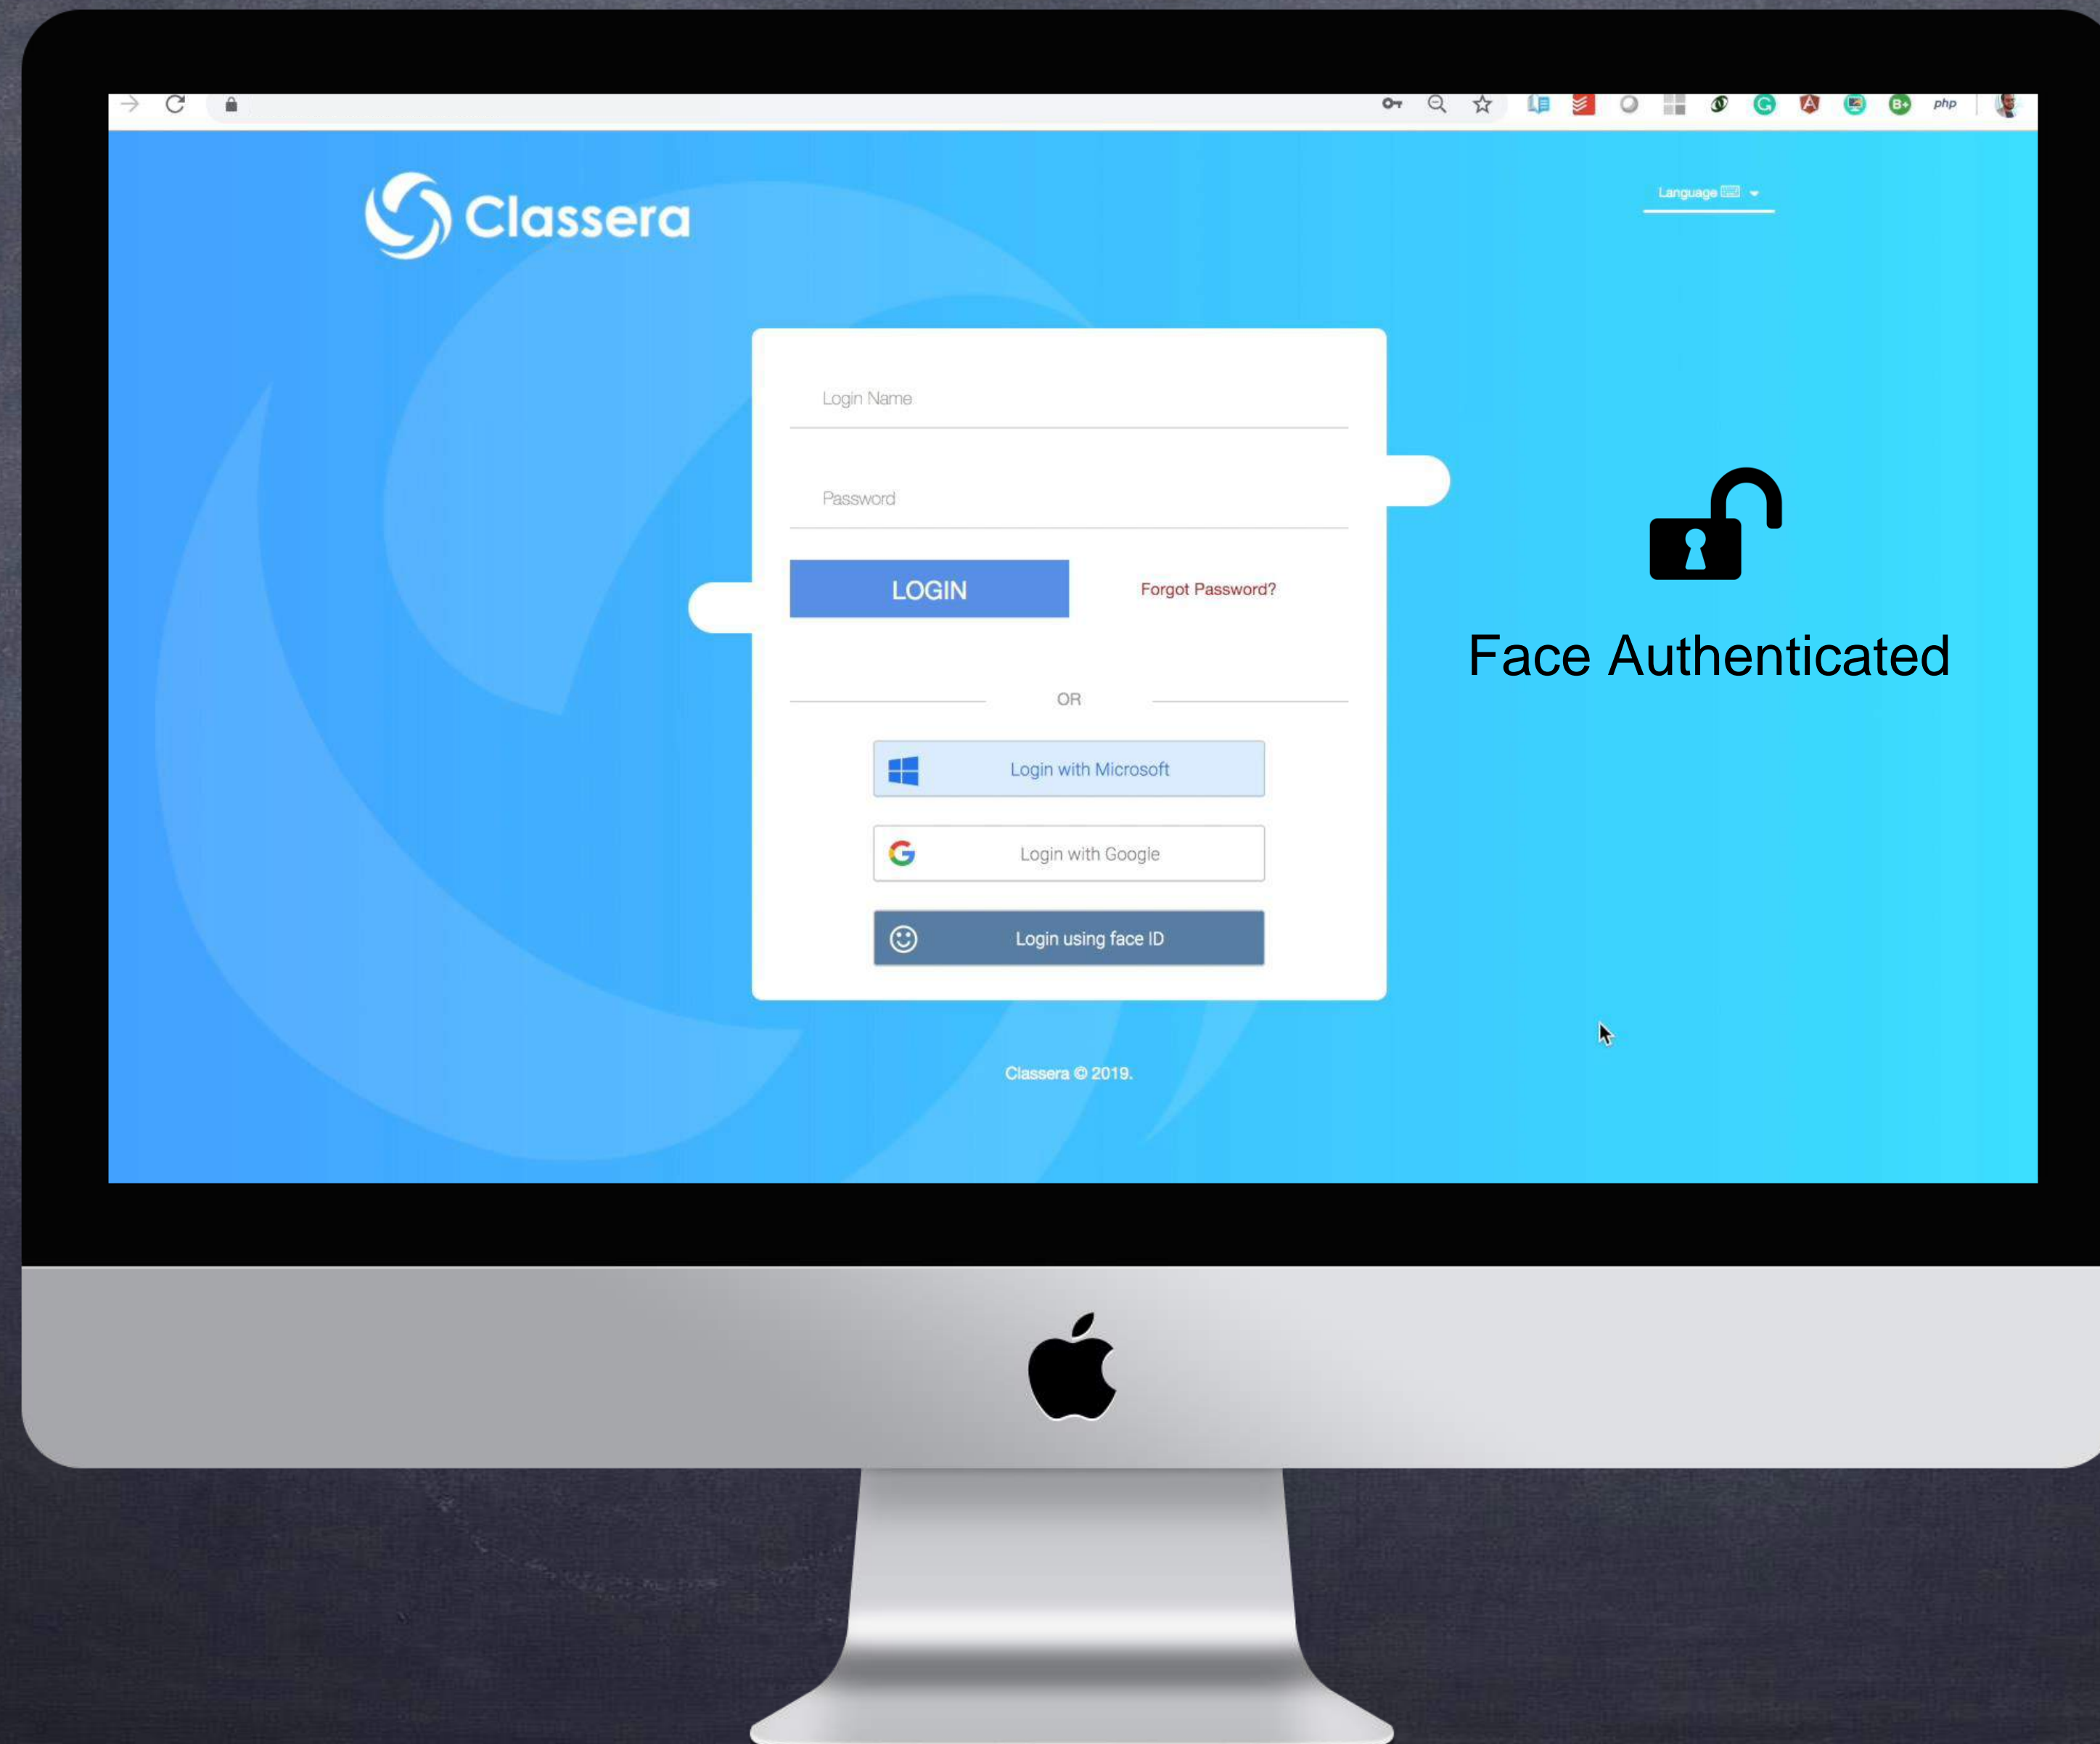 php
Classera
Language
Login Name
Password
LOGIN
Forgot Password?
Face Authenticated
OR
Login with Microsoft
Login with Google
Login using face ID
Classera © 2019.